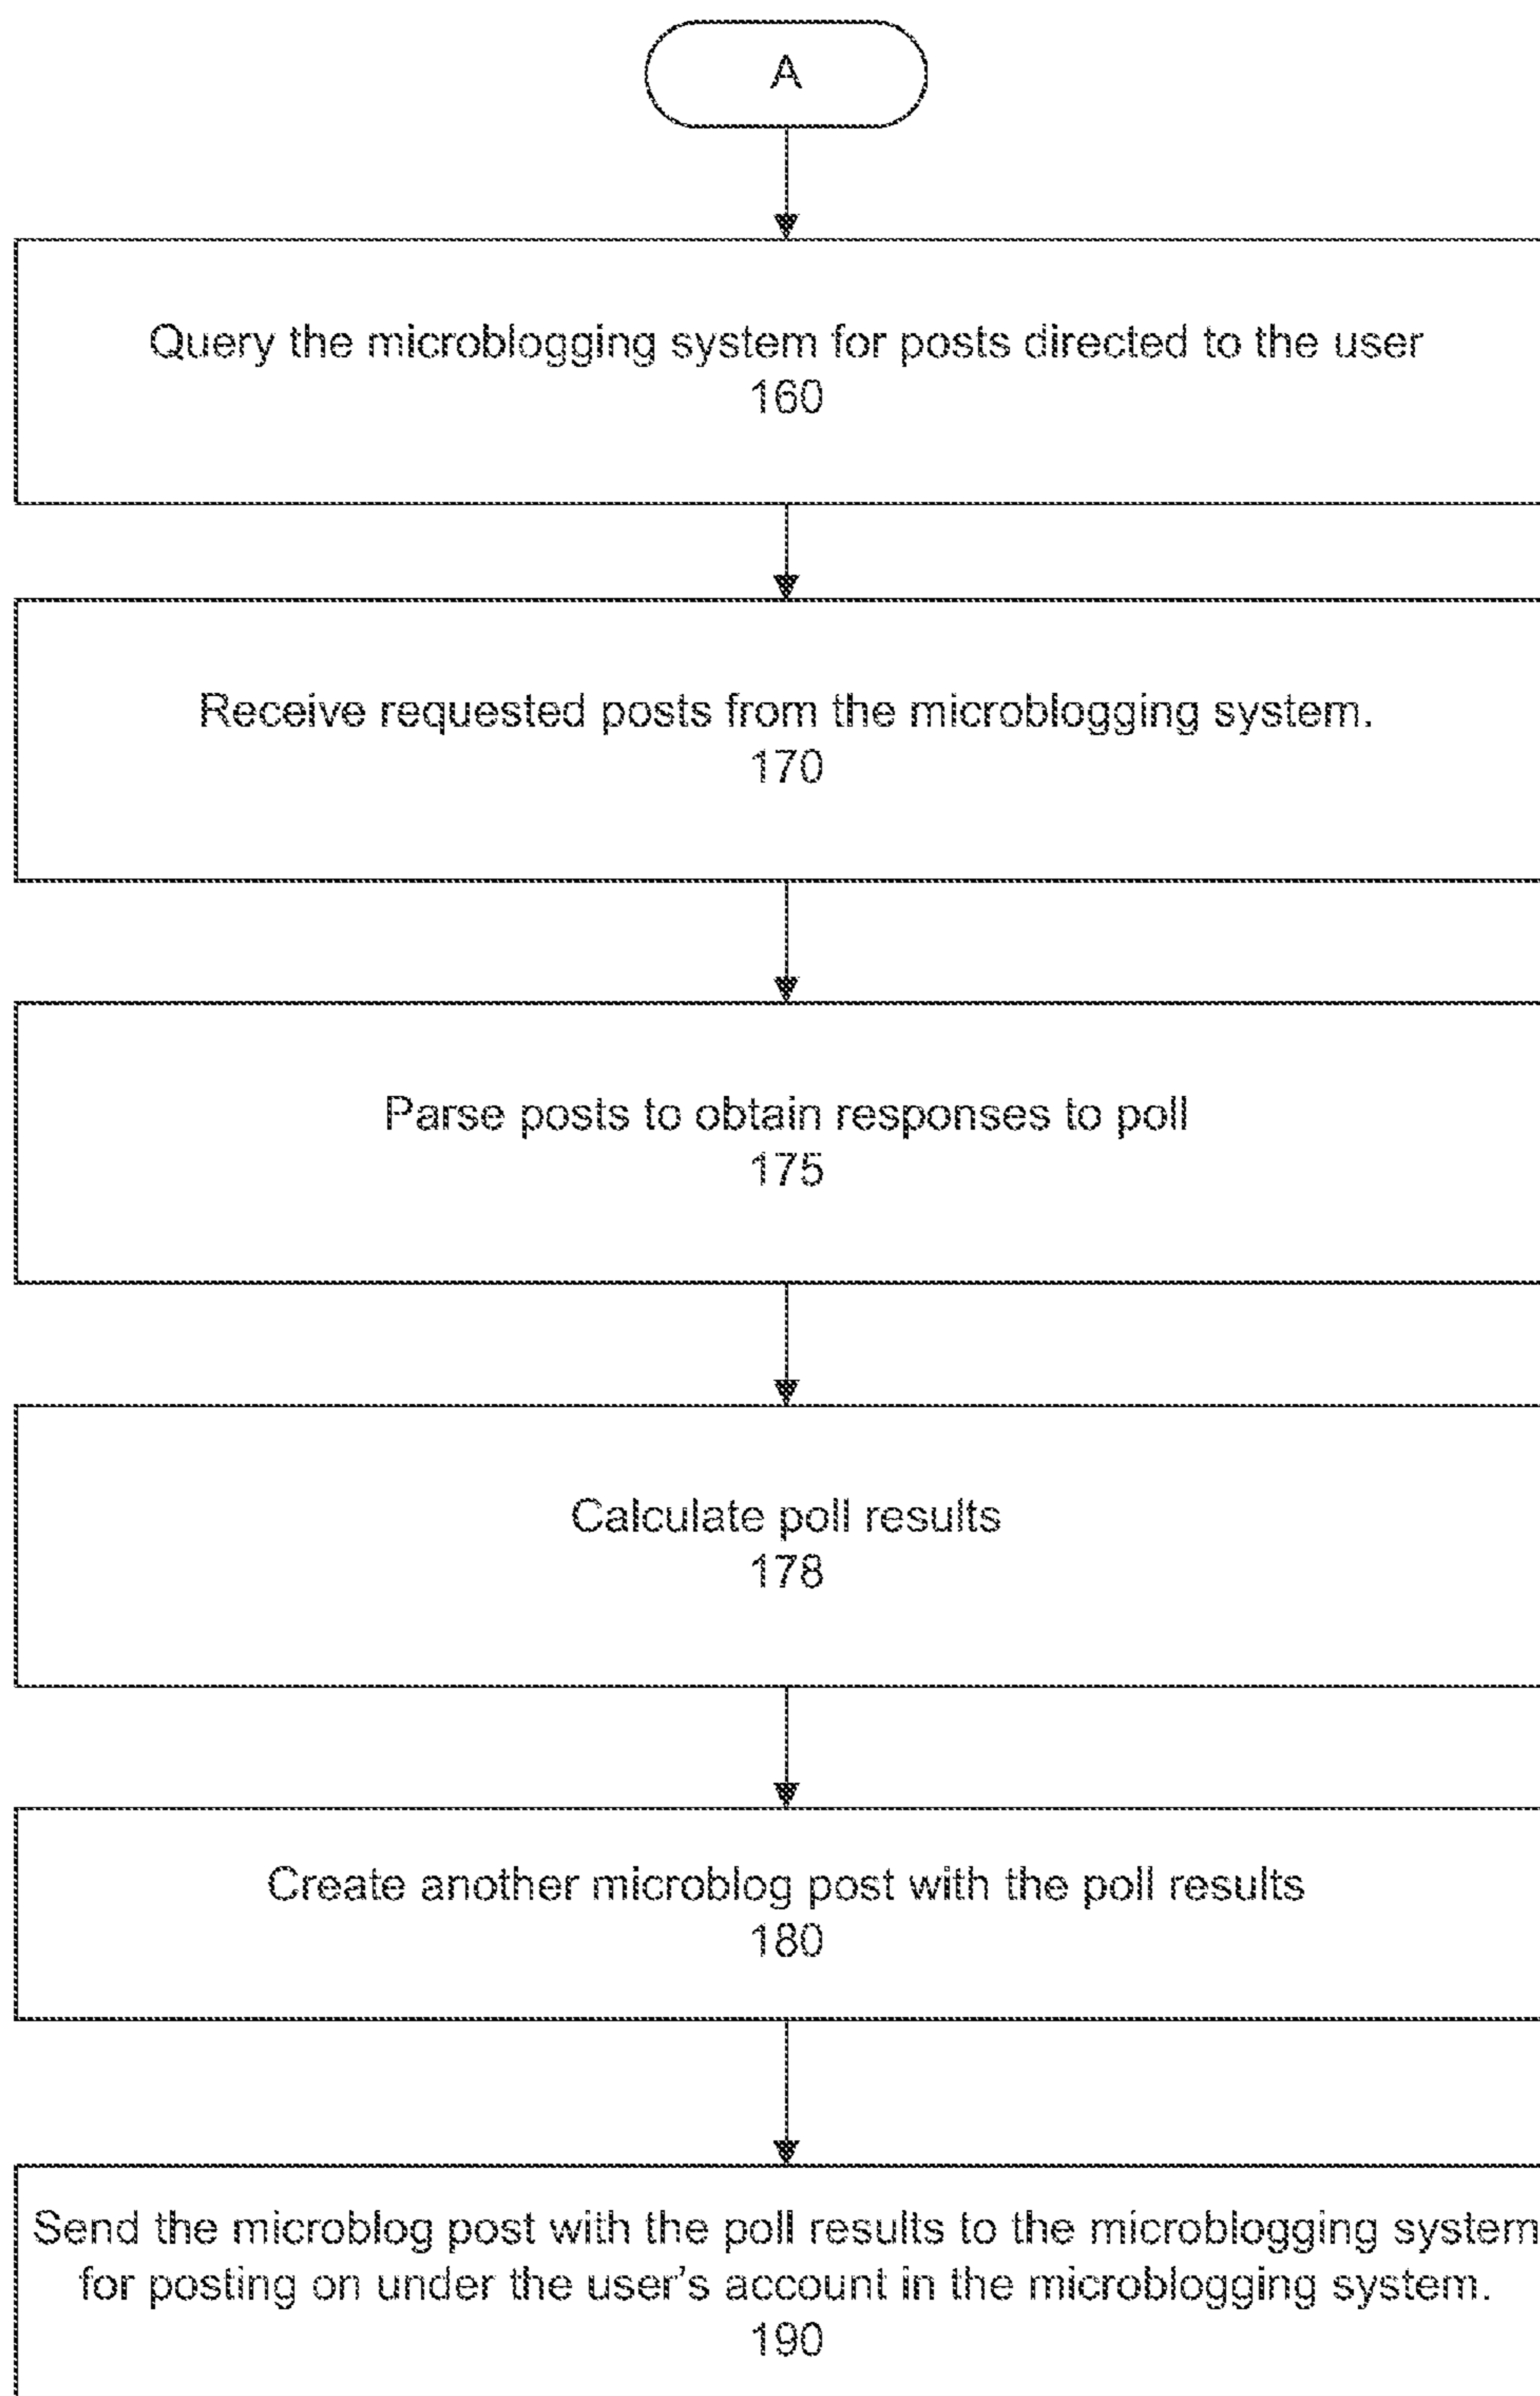 A
Query the microblogging system for posts directed to the user
160
Receive requested posts from the microblogging system.
170
Parse posts to obtain responses to poll
175
Calculate poll results
178
Create another microblog post with the poll results
180
Send the microblog post with the poll results to the microblogging system
for posting on under the user's account in the microblogging system.
190